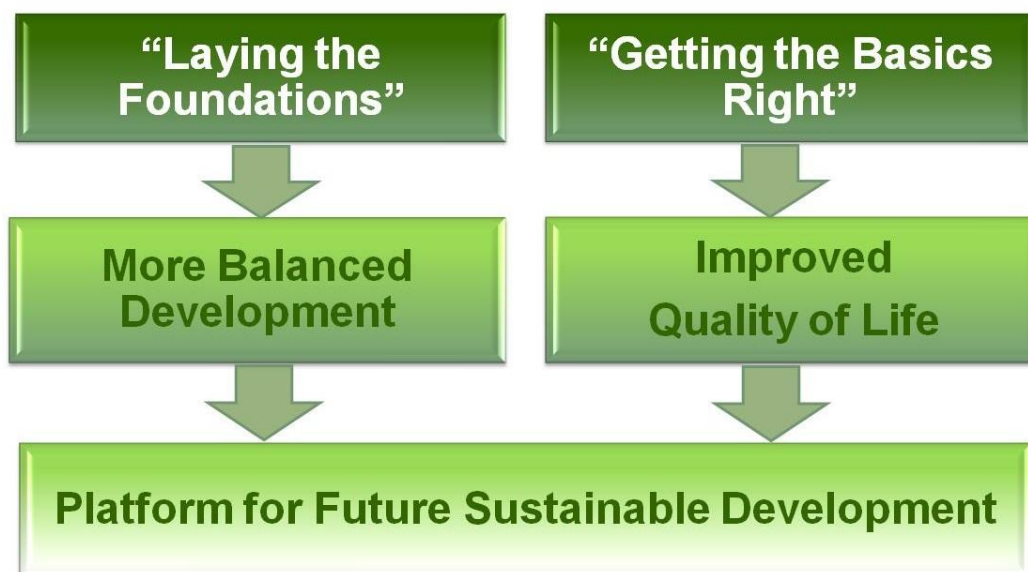 “Laying the
Foundations”
“Getting the Basics
Right”
More Balanced
Development
Improved
Quality of Life
Platform for Future Sustainable Development